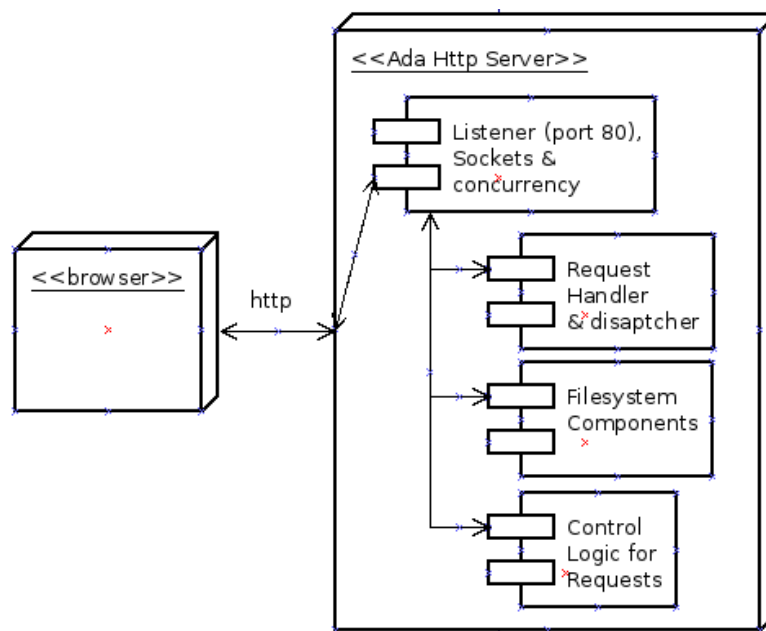 <<Ada Http Server>>
Listener (port 80),
Sockets &
concurrency
<<browser>>
http
Request
Handler
& disaptcher
Filesystem
Components
Control
Logic for
Requests